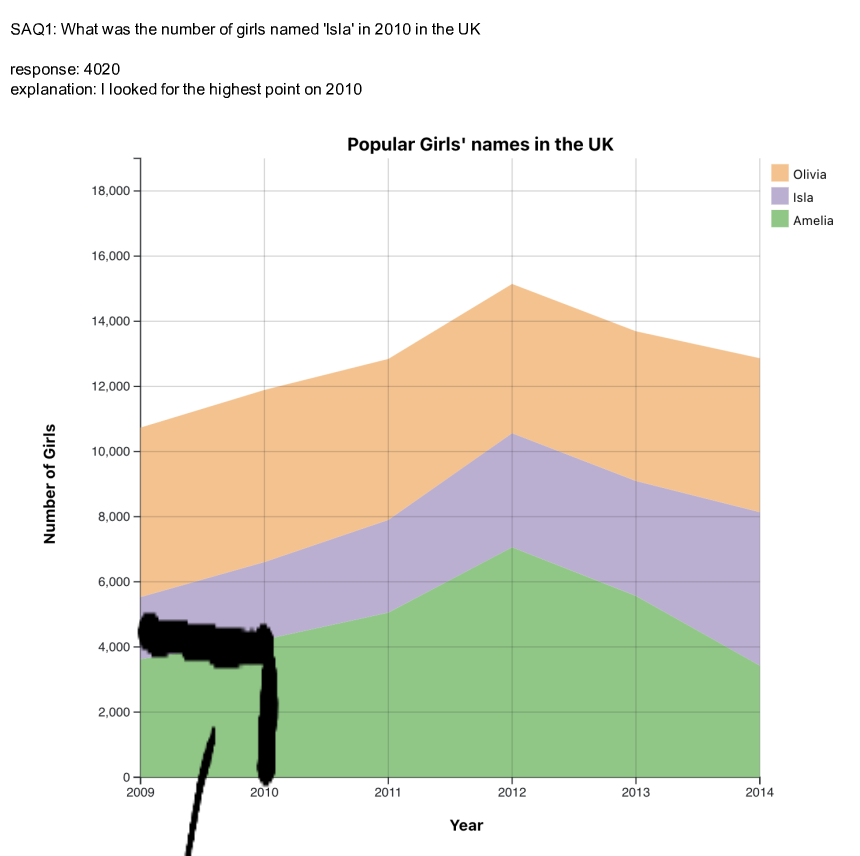 SAQ1: What was the number of girls named 'Isla' in 2010 in the UK
response: 4020
explanation: I looked for the highest point on 2010
Popular Girls' names in the UK
Olivia
Isla
Amelia
18,000
16,000
14,000
12,000
10,000
8,000
6,000
4,000
2,000
0
Number of Girls
2009 2010 2011 2012 2013 2014
Year